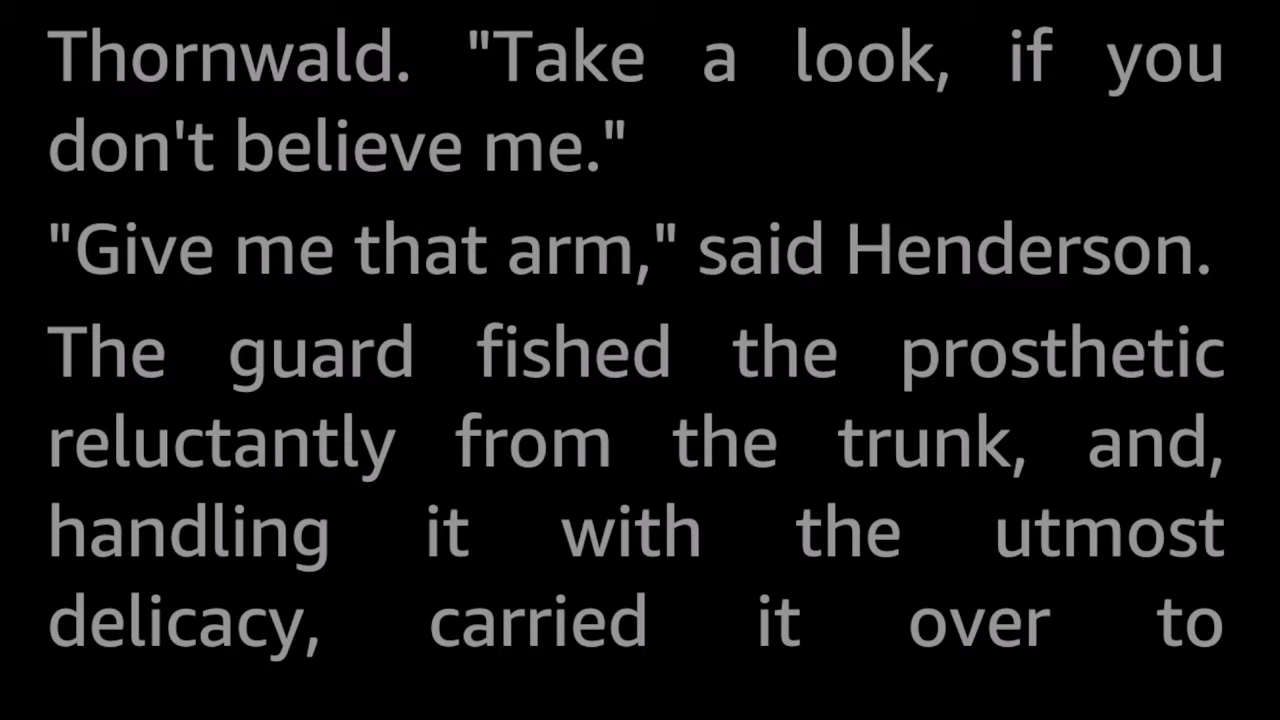 Thornwald. "Take a look, if you
don't believe me."
"Give me that arm," said Henderson.
The guard fished the prosthetic
reluctantly from the trunk, and,
handling it with the utmost
delicacy, carried it over to